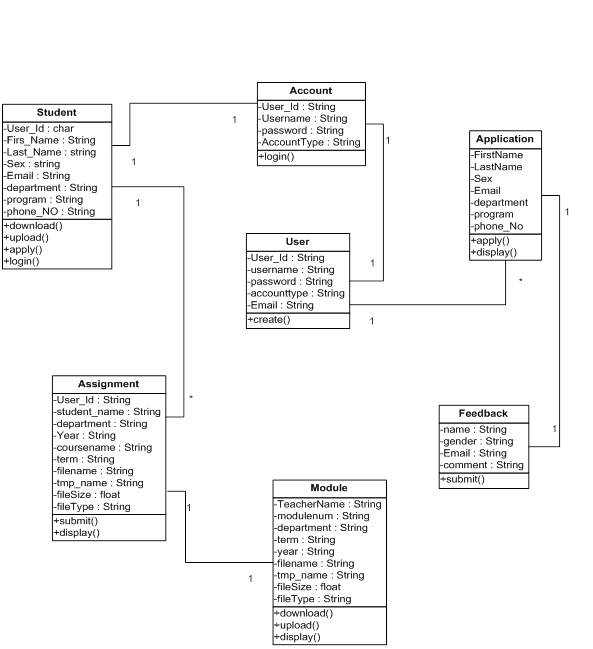 Account
-User_Id : String
-Username : String
-password : String
-AccountType : String
+login()
Student
-User_Id : char
-Firs_Name : String
-Last_Name : string
-Sex : string
-Email : String
-department : String
-program : String
-phone_NO : String
+download()
+upload()
+apply()
+login()
1
1
1
1
Application
-FirstName
-LastName
-Sex
-Email
-department
-program
-phone_No
+apply()
+display()
1
*
User
-User_Id : String
-username : String
-password : String
-accounttype : String
-Email : String
+create()
1
1
Assignment
-User_Id : String
-student_name : String
-department : String
-Year : String
-coursename : String
-term : String
-filename : String
-tmp_name : String
-fileSize : float
-fileType : String
+submit()
+display()
*
1
1
Feedback
-name : String
-gender : String
-Email : String
-comment : String
+submit()
1
Module
-TeacherName : String
-modulenum : String
-department : String
-term : String
-year : String
-filename : String
-tmp_name : String
-fileSize : float
-fileType : String
+download()
+upload()
+display()